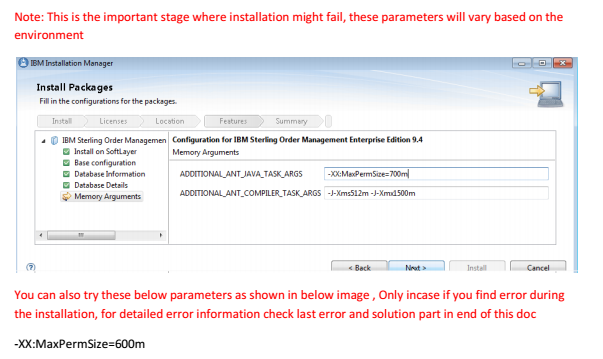 Note: This is the important stage where installation might fail, these parameters will vary based on the
environment
IBM Installation Manager
Install Packages
Fill in the configurations for the packages.
Install
Licenses
Location
Features
Summary
IBM Sterling Order Managemen
Install on SoftLayer
Base configuration
Database Information
Database Details
Memory Arguments
Configuration for IBM Sterling Order Management Enterprise Edition 9.4
Memory Arguments
ADDITIONAL_ANT_JAVA_TASK_ARGS
-XX:MaxPermSize=700m
ADDITIONAL_ANT_COMPILER_TASK_ARGS
-J-Xms512m -J-Xmx1500m
?
< Back
Next >
Install
Cancel
You can also try these below parameters as shown in below image , Only incase if you find error during
the installation, for detailed error information check last error and solution part in end of this doc
-XX:MaxPermSize=600m